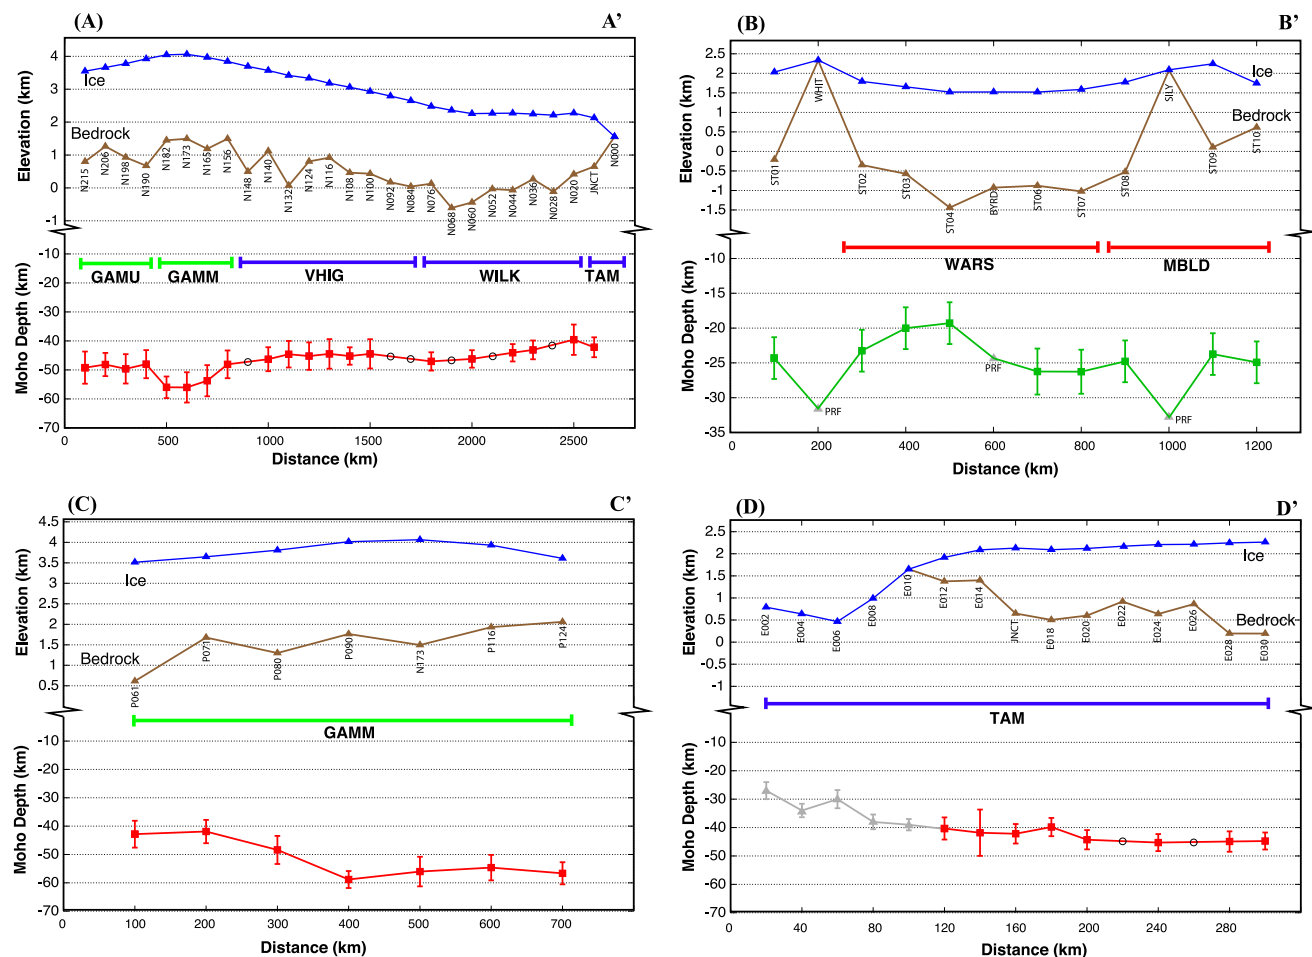 (A) A’
Elevation (km)
4
3
2
1
0
-1
Ice
Bedrock
N215 N206 N198 N190 N182 N173 N165 N156 N148 N140 N132 N124 N116 N108 N100 N092 N084 N076 N068 N060 N052 N044 N036 N028 N020 JNCT N000
GAMU GAMM VHIG WILK TAM
Moho Depth (km)
-10
-20
-30
-40
-50
-60
-70
0 500 1000 1500 2000 2500
Distance (km)
(B) B’
Elevation (km)
2.5
2
1.5
1
0.5
0
-0.5
-1
-1.5
Ice
Bedrock
ST01 WHIT ST02 ST03 ST04 BYRD ST06 ST07 ST08 SILY ST09 ST10
WARS MBLD
Moho Depth (km)
-10
-15
-20
-25
-30
-35
PRF PRF PRF
0 200 400 600 800 1000 1200
Distance (km)
(C) C’
Elevation (km)
4.5
4
3.5
3
2.5
2
1.5
1
0.5
Ice
Bedrock
P061 P071 P080 P090 N173 P116 P124
GAMM
Moho Depth (km)
-10
-20
-30
-40
-50
-60
-70
0 100 200 300 400 500 600 700
Distance (km)
(D) D’
Elevation (km)
2.5
2
1.5
1
0.5
0
-0.5
-1
Ice
Bedrock
E002 E004 E006 E008 E010 E012 E014 JNCT E018 E020 E022 E024 E026 E028 E030
TAM
Moho Depth (km)
-10
-20
-30
-40
-50
-60
-70
0 40 80 120 160 200 240 280
Distance (km)